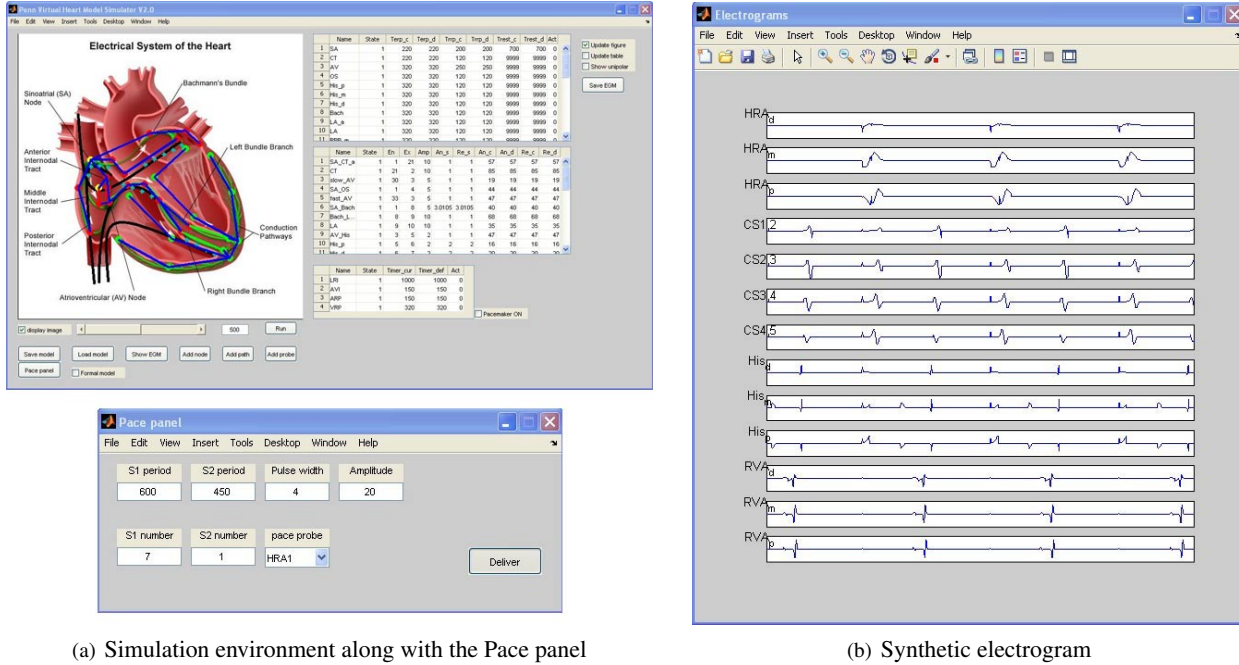 Penn Virtual Heart Model Simulator V2.0
File Edit View Insert Tools Desktop Window Help
Electrical System of the Heart
Bachmann's Bundle
Sinoatrial (SA)
Node
Anterior
Internodal
Tract
Left Bundle Branch
Middle
Internodal
Tract
Posterior
Internodal
Tract
Conduction
Pathways
Right Bundle Branch
Atrioventricular (AV) Node
Name State Terp_c Terp_d Trrp_c Trrp_d Trest_c Trest_d Act
1 SA 1 220 220 200 200 700 700 0
2 CT 1 220 220 120 120 9999 9999 0
3 AV 1 320 320 250 250 9999 9999 0
4 OS 1 320 320 120 120 9999 9999 0
5 His_p 1 320 320 120 120 9999 9999 0
6 His_m 1 320 320 120 120 9999 9999 0
7 His_d 1 320 320 120 120 9999 9999 0
8 Bach 1 320 320 120 120 9999 9999 0
9 LA_a 1 320 320 120 120 9999 9999 0
10 LA 1 320 320 120 120 9999 9999 0
Update figure
Update table
Show unipolar
Save EGM
Name State En Ex Amp An_s Re_s An_c An_d Re_c Re_d
1 SA_CT_a 1 1 21 10 1 1 57 57 57 57
2 CT 1 21 2 10 1 1 85 85 85 85
3 slow_AV 1 30 3 5 1 1 19 19 19 19
4 SA_OS 1 1 4 5 1 1 44 44 44 44
5 fast_AV 1 33 3 5 1 1 47 47 47 47
6 SA_Bach 1 1 8 5 3.0105 3.0105 40 40 40 40
7 Bach_L... 1 8 9 10 1 1 68 68 68 68
8 LA 1 9 10 10 1 1 35 35 35 35
9 AV_His 1 3 5 2 1 1 47 47 47 47
10 His_p 1 5 6 2 2 2 16 16 16 16
Name State Timer_cur Timer_def Act
1 LRI 1 1000 1000 0
2 AVI 1 150 150 0
3 ARP 1 150 150 0
4 VRP 1 320 320 0
Pacemaker ON
display image 500 Run
Save model Load model Show EGM Add node Add path Add probe
Pace panel Formal model
Pace panel
File Edit View Insert Tools Desktop Window Help
S1 period S2 period Pulse width Amplitude
600 450 4 20
S1 number S2 number pace probe
7 1 HRA1
Deliver
(a) Simulation environment along with the Pace panel
Electrograms
File Edit View Insert Tools Desktop Window Help
HRAd
HRAm
HRAp
CS1,2
CS2,3
CS3,4
CS4,5
Hisd
Hism
Hisp
RVAd
RVAm
RVAp
(b) Synthetic electrogram